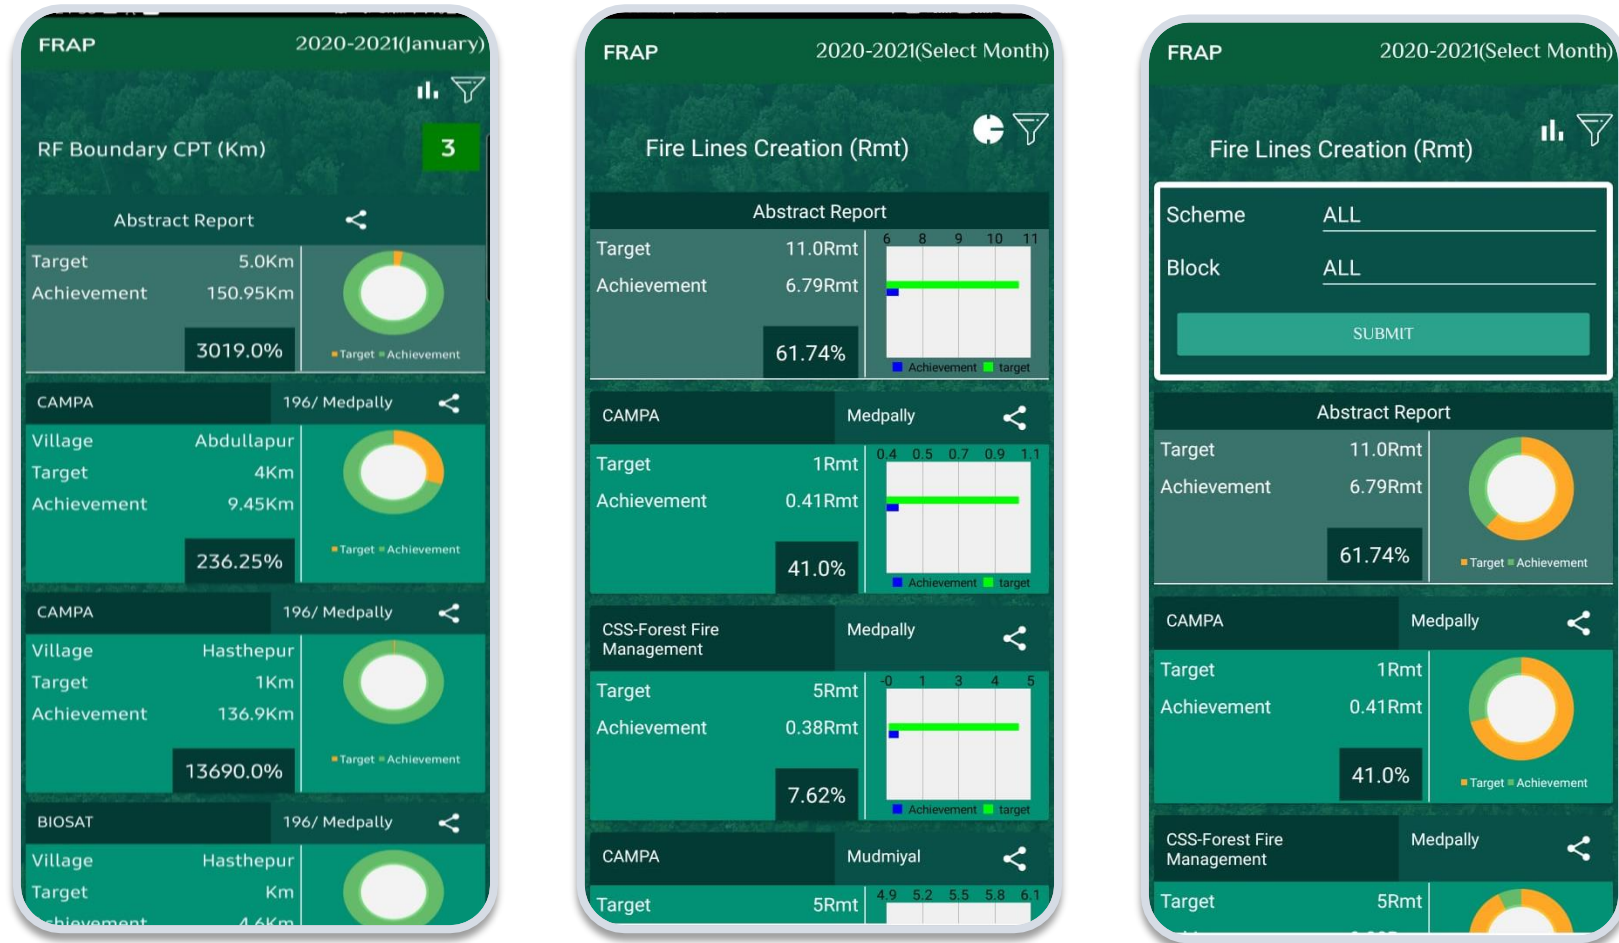 FRAP 2020-2021(January)
RF Boundary CPT (Km) 3
Abstract Report
Target 5.0Km
Achievement 150.95Km
3019.0%
Target Achievement
CAMPA 196/ Medpally
Village Abdullapur
Target 4Km
Achievement 9.45Km
236.25%
Target Achievement
CAMPA 196/ Medpally
Village Hasthepur
Target 1Km
Achievement 136.9Km
13690.0%
Target Achievement
BIOSAT 196/ Medpally
Village Hasthepur
Target Km
Achievement 4.6Km
FRAP 2020-2021(Select Month)
Fire Lines Creation (Rmt)
Abstract Report
6 8 9 10 11
Target 11.0Rmt
Achievement 6.79Rmt
61.74%
Achievement target
CAMPA Medpally
0.4 0.5 0.7 0.9 1.1
Target 1Rmt
Achievement 0.41Rmt
41.0%
Achievement target
CSS-Forest Fire Medpally
Management
-0 1 3 4 5
Target 5Rmt
Achievement 0.38Rmt
7.62%
Achievement target
CAMPA Mudmiyal
4.9 5.2 5.5 5.8 6.1
Target 5Rmt
FRAP 2020-2021(Select Month)
Fire Lines Creation (Rmt)
Scheme ALL
Block ALL
SUBMIT
Abstract Report
Target 11.0Rmt
Achievement 6.79Rmt
61.74%
Target Achievement
CAMPA Medpally
Target 1Rmt
Achievement 0.41Rmt
41.0%
Target Achievement
CSS-Forest Fire Medpally
Management
Target 5Rmt